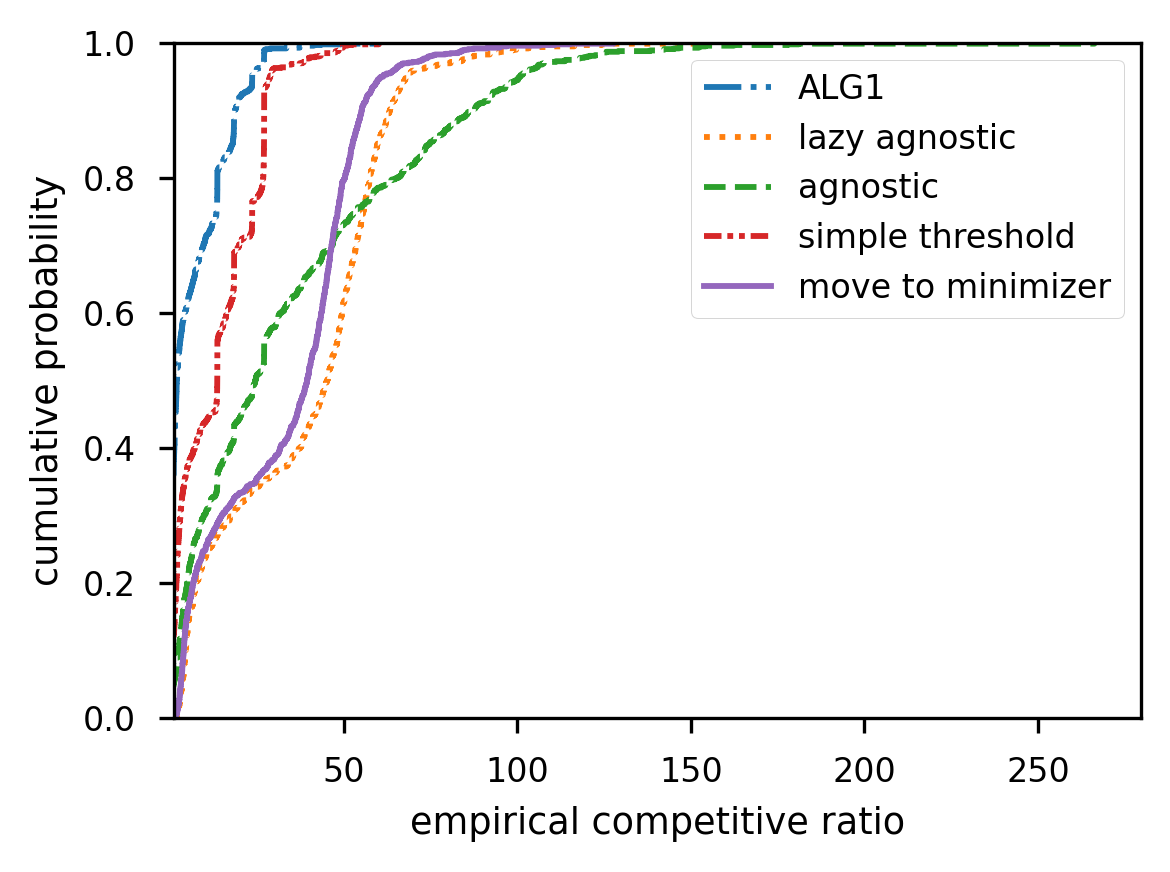 1.0
0.8
0.6
0.4
0.2
0.0
cumulative probability
ALG1
lazy agnostic
agnostic
simple threshold
move to minimizer
50 100 150 200 250
empirical competitive ratio